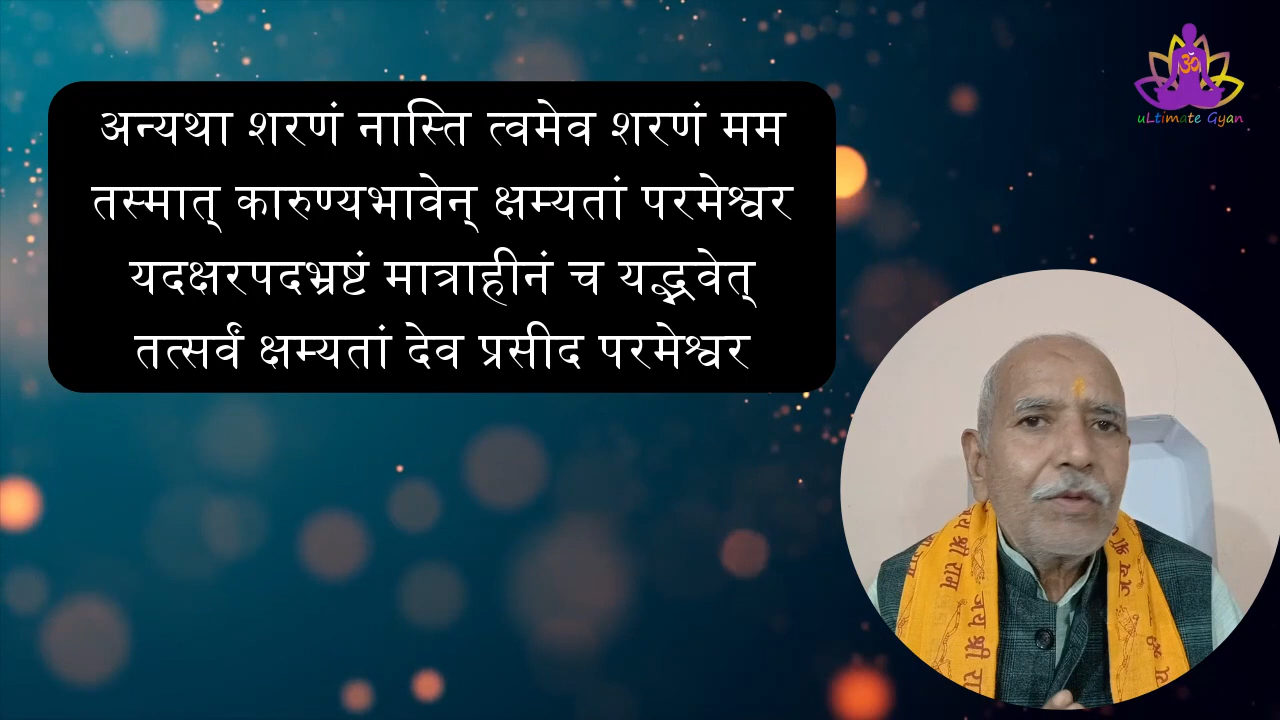 अन्यथा शरणं नास्ति त्वमेव शरणं मम
तस्मात् कारुण्यभावेन् क्षम्यतां परमेश्वर
यदक्षरपदभ्रष्टं मात्राहीनं च यद्भवेत्
तत्सर्वं क्षम्यतां देव प्रसीद परमेश्वर
ॐ
uLtimate Gyan
श्री राम
जय श्री